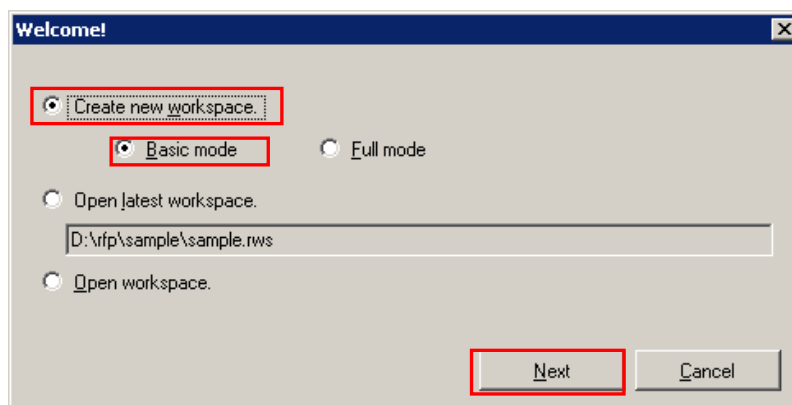 Welcome!
Create new workspace.
Basic mode Full mode
Open latest workspace.
D:\rfp\sample\sample.rws
Open workspace.
Next Cancel